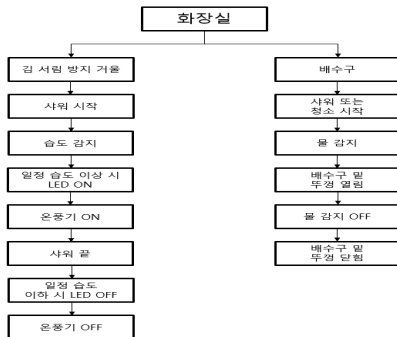 화장실
김 서림 방지 거울
샤워 시작
습도 감지
일정 습도 이상 시
LED ON
온풍기 ON
샤워 끝
일정 습도
이하 시 LED OFF
온풍기 OFF
배수구
샤워 또는
청소 시작
물 감지
배수구 밑
뚜껑 열림
물 감지 OFF
배수구 밑
뚜껑 닫힘